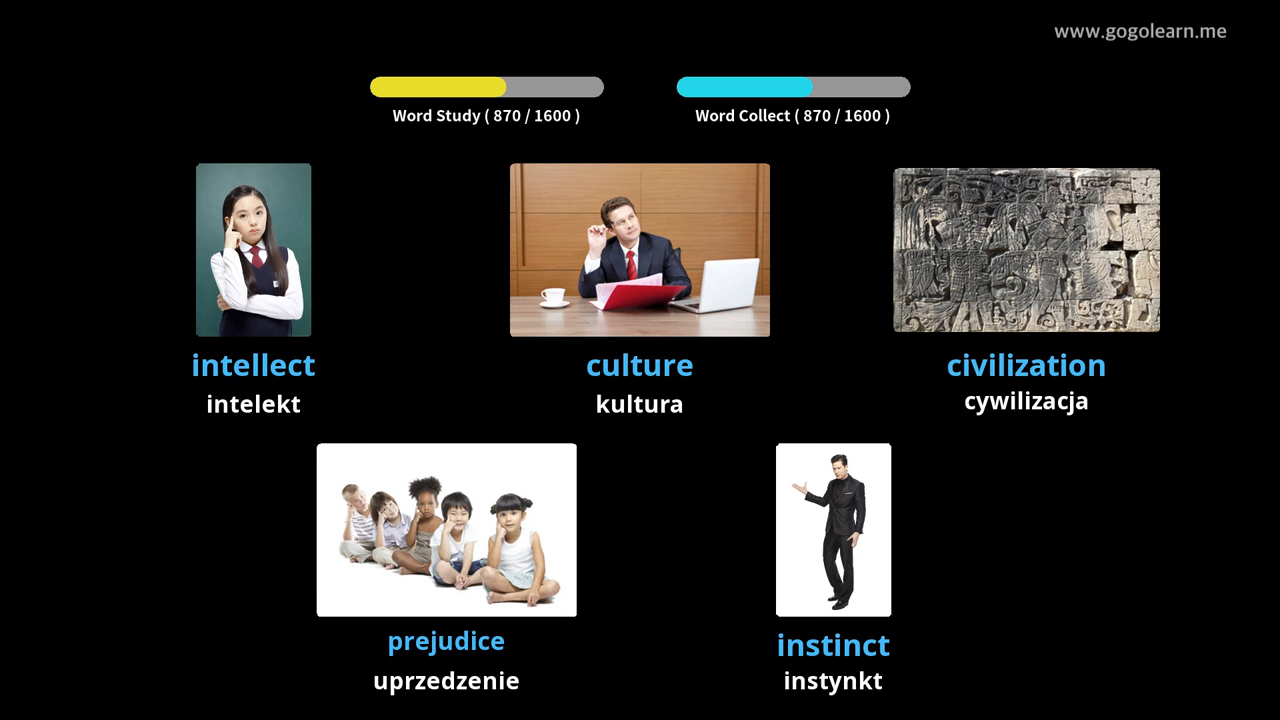 www.gogolearn.me
Word Study ( 870 / 1600 )
Word Collect ( 870 / 1600 )
intellect
intelekt
culture
kultura
civilization
cywilizacja
prejudice
uprzedzenie
instinct
instynkt